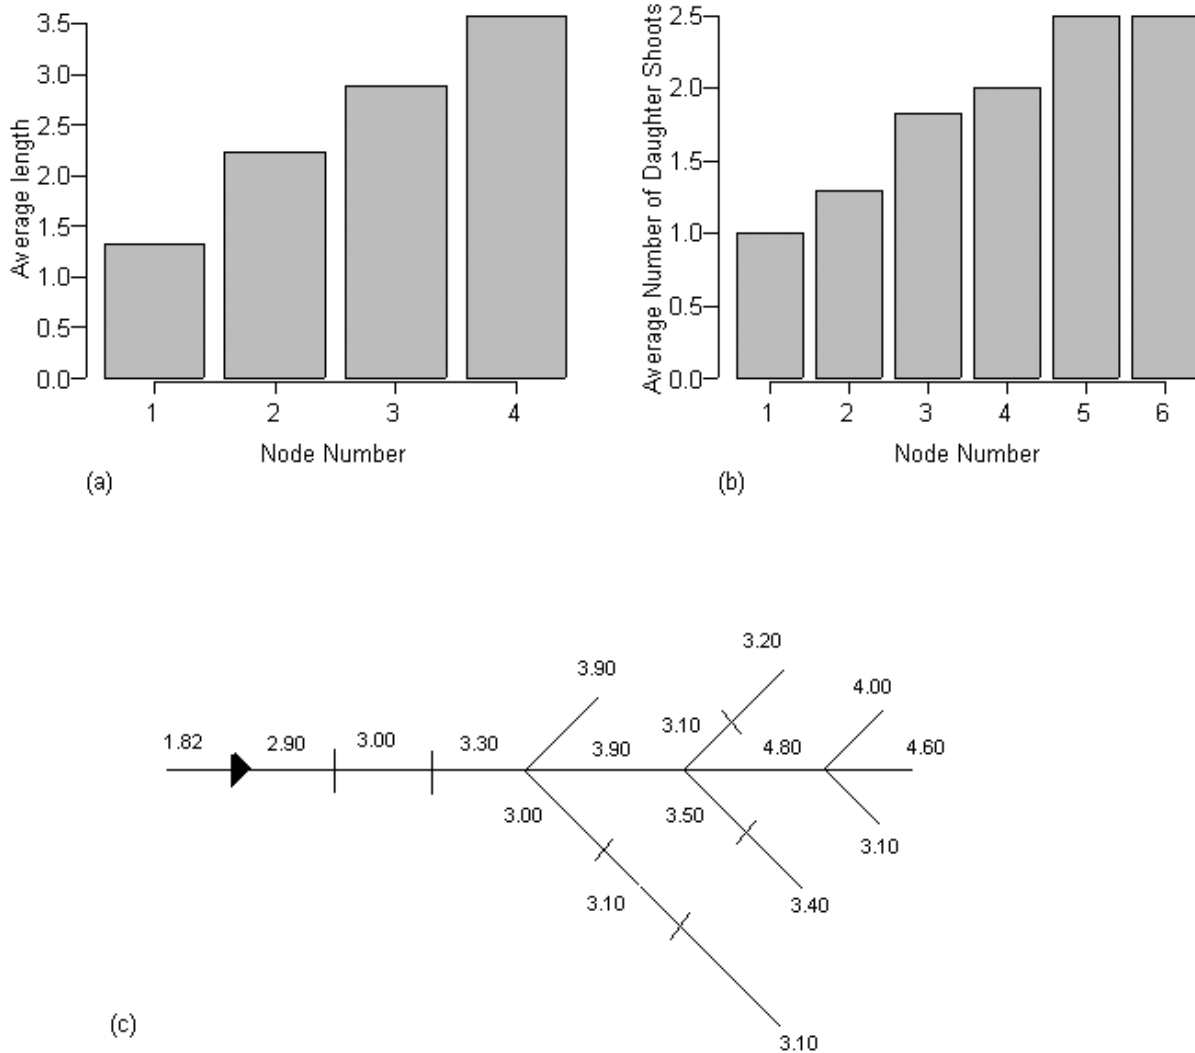 Average length
3.5
3.0
2.5
2.0
1.5
1.0
0.5
0.0
1 2 3 4
Node Number
(a)
Average Number of Daughter Shoots
2.5
2.0
1.5
1.0
0.5
0.0
1 2 3 4 5 6
Node Number
(b)
3.20
3.90
4.00
3.10
1.82 2.90 3.00 3.30 3.90 4.80 4.60
3.00 3.50
3.10
3.10 3.40
3.10
(c)